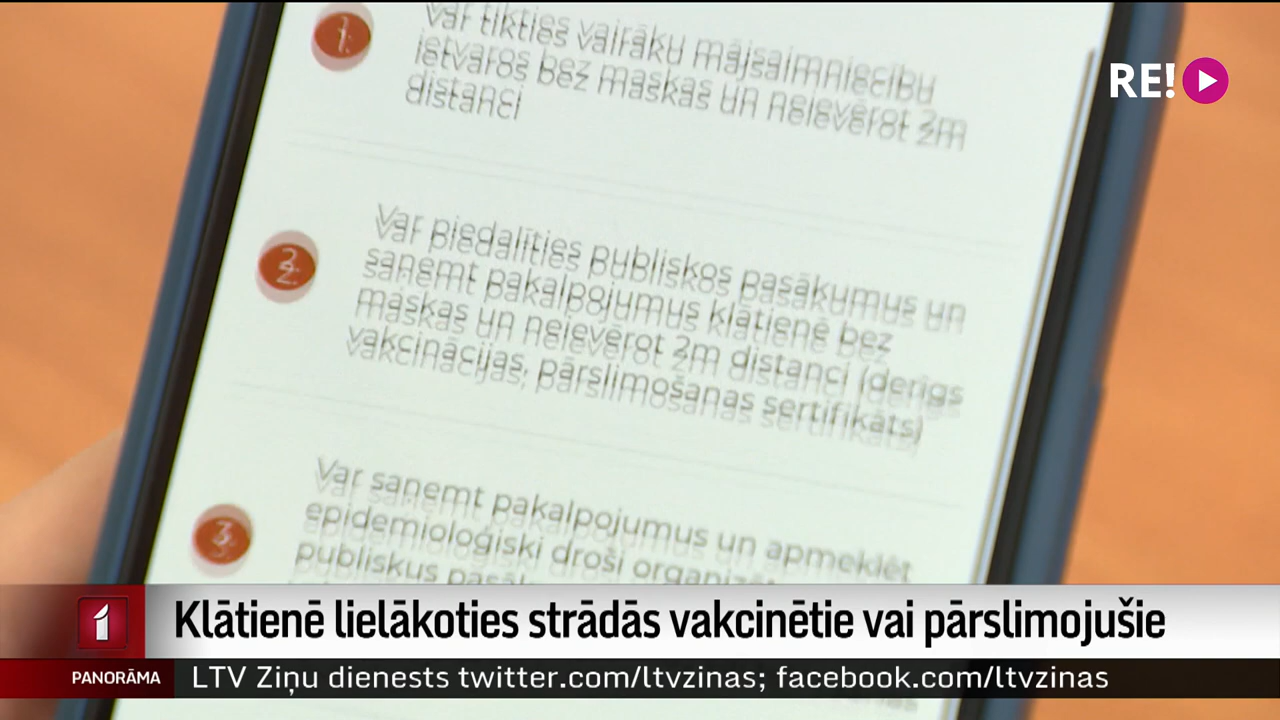 1.
Var tikties vairāku mājsaimniecību
ietvaros bez maskas un neievērot 2m
distanci
RE!
2.
Var piedalīties publiskos pasākumus un
saņemt pakalpojumus klātienē bez
maskas un neievērot 2m distanci (derīgs
vakcinācijas, pārslimošanas sertifikāts)
3.
Var saņemt pakalpojumus un apmeklēt
epidemioloģiski droši
publiskus
1
Klātienē lielākoties strādās vakcinētie vai pārslimojušie
PANORĀMA
LTV Ziņu dienests twitter.com/ltvzinas; facebook.com/ltvzinas